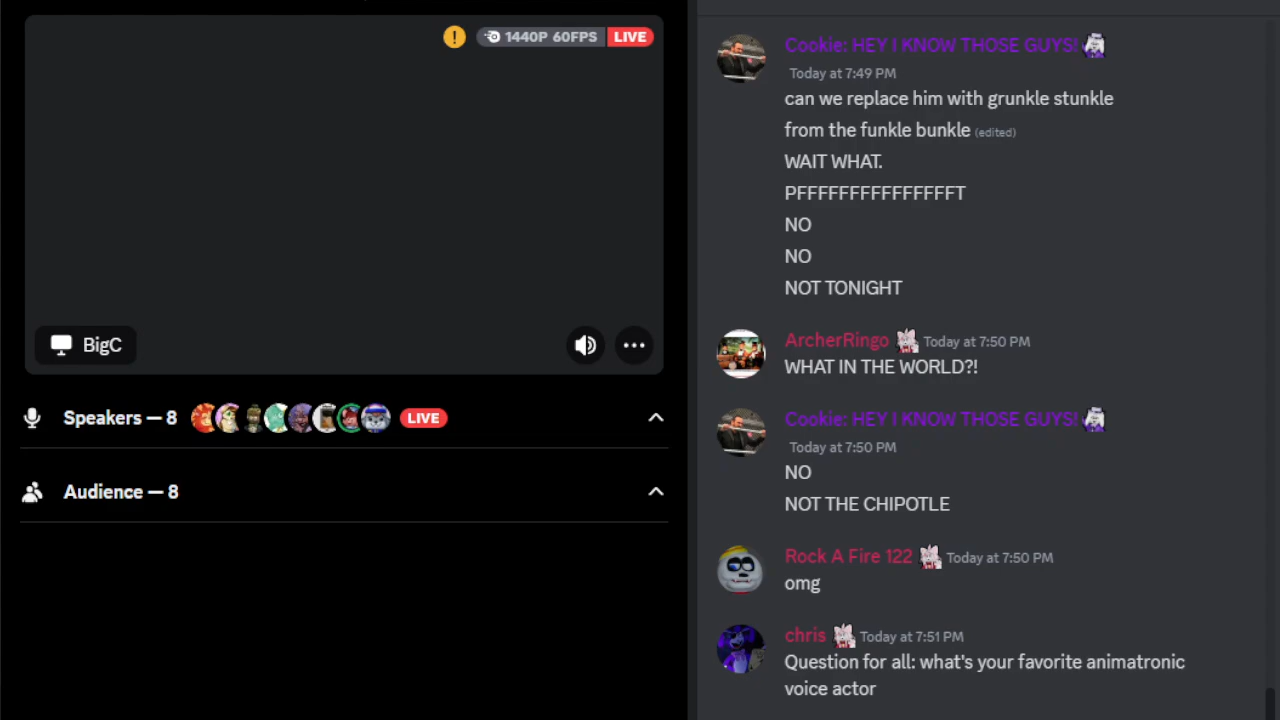 1440P 60FPS LIVE
BigC
Speakers — 8 LIVE
Audience — 8
Cookie: HEY I KNOW THOSE GUYS!
Today at 7:49 PM
can we replace him with grunkle stunkle
from the funkle bunkle (edited)
WAIT WHAT.
PFFFFFFFFFFFFFFFFT
NO
NO
NOT TONIGHT
ArcherRingo Today at 7:50 PM
WHAT IN THE WORLD?!
Cookie: HEY I KNOW THOSE GUYS!
Today at 7:50 PM
NO
NOT THE CHIPOTLE
Rock A Fire 122 Today at 7:50 PM
omg
chris Today at 7:51 PM
Question for all: what's your favorite animatronic
voice actor